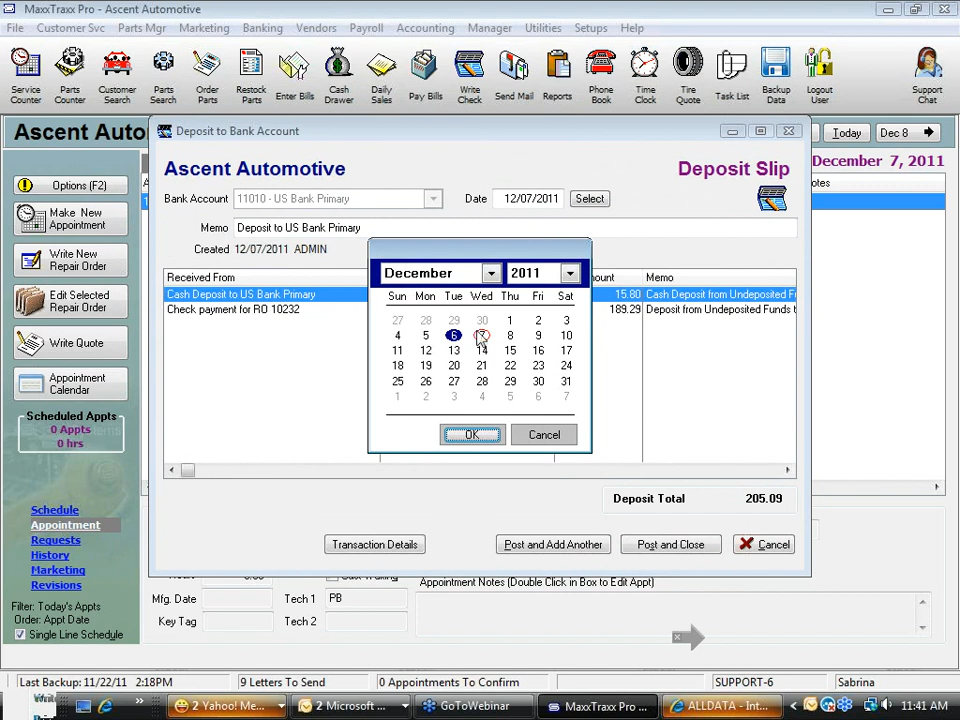 MaxxTraxx Pro - Ascent Automotive
File Customer Svc Parts Mgr Marketing Banking Vendors Payroll Accounting Manager Utilities Setups Help
Service Counter
Parts Counter
Customer Search
Parts Search
Order Parts
Restock Parts
Enter Bills
Cash Drawer
Daily Sales
Pay Bills
Write Check
Send Mail
Reports
Phone Book
Time Clock
Tire Quote
Task List
Backup Data
Logout User
Support Chat
Ascent Auto
Today
Dec 8
December 7, 2011
Options (F2)
Make New Appointment
Write New Repair Order
Edit Selected Repair Order
Write Quote
Appointment Calendar
Scheduled Appts
0 Appts
0 hrs
Schedule
Appointment
Requests
History
Marketing
Revisions
Filter: Today's Appts
Order: Appt Date
Single Line Schedule
Deposit to Bank Account
Ascent Automotive
Deposit Slip
Bank Account 11010 - US Bank Primary Date 12/07/2011 Select
Memo Deposit to US Bank Primary
Created 12/07/2011 ADMIN
Received From ount Memo
Cash Deposit to US Bank Primary 15.80 Cash Deposit from Undeposited F
Check payment for RO 10232 189.29 Deposit from Undeposited Funds t
December 2011
Sun Mon Tue Wed Thu Fri Sat
27 28 29 30 1 2 3
4 5 6 7 8 9 10
11 12 13 14 15 16 17
18 19 20 21 22 23 24
25 26 27 28 29 30 31
1 2 3 4 5 6 7
OK Cancel
Deposit Total 205.09
Transaction Details Post and Add Another Post and Close Cancel
Appointment Notes (Double Click in Box to Edit Appt)
Mfg. Date Tech 1 PB
Key Tag Tech 2
Last Backup: 11/22/11 2:18PM 9 Letters To Send 0 Appointments To Confirm SUPPORT-6 Sabrina
2 Yahoo! Me... 2 Microsoft ... GoToWebinar MaxxTraxx Pro ... ALLDATA - Int... 11:41 AM